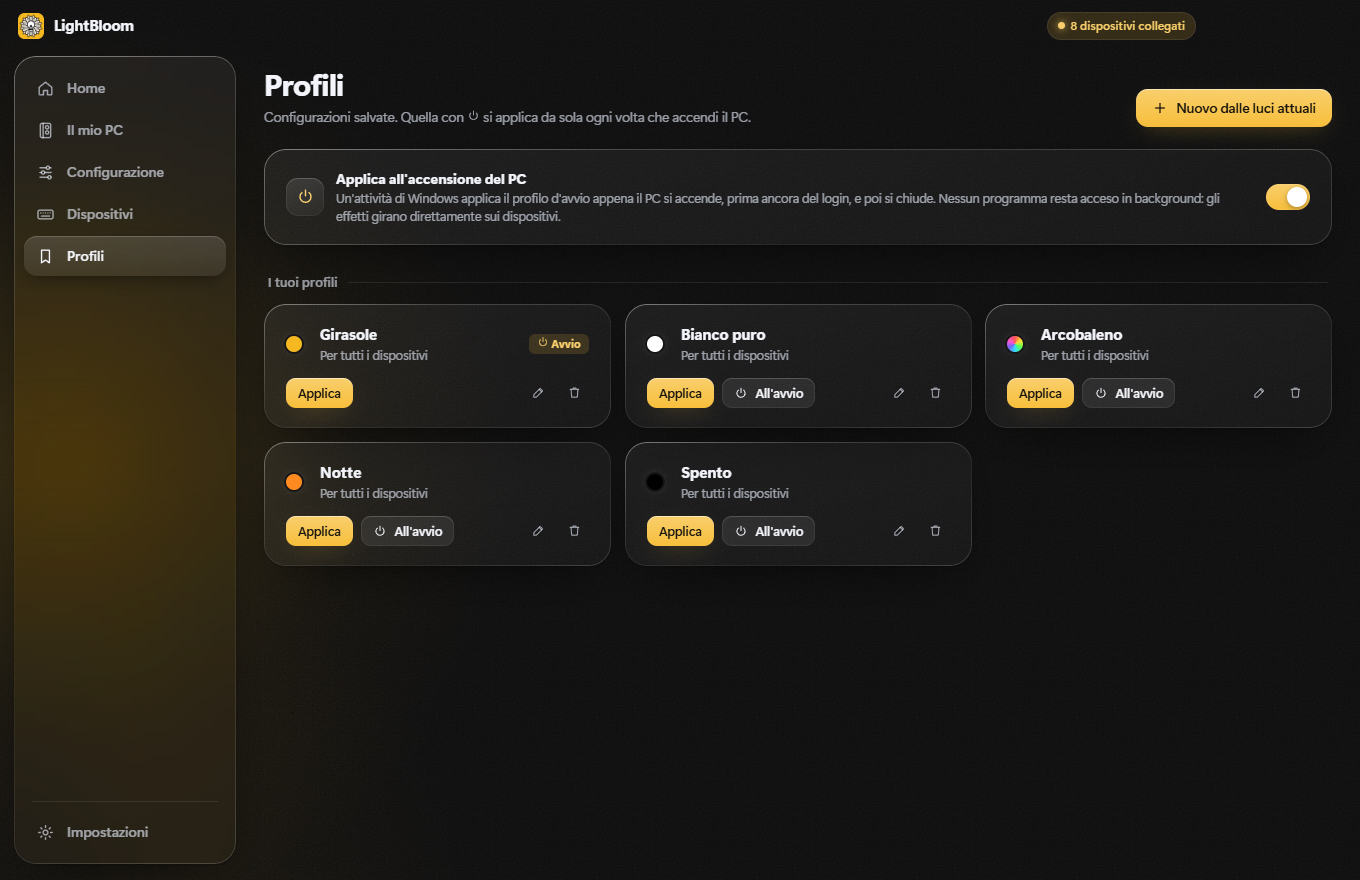 LightBloom
8 dispositivi collegati
Home
Il mio PC
Configurazione
Dispositivi
Profili
Impostazioni
Profili
Configurazioni salvate. Quella con si applica da sola ogni volta che accendi il PC.
+ Nuovo dalle luci attuali
Applica all'accensione del PC
Un'attività di Windows applica il profilo d'avvio appena il PC si accende, prima ancora del login, e poi si chiude. Nessun programma resta acceso in background: gli
effetti girano direttamente sui dispositivi.
I tuoi profili
Girasole
Per tutti i dispositivi
Avvio
Applica
Bianco puro
Per tutti i dispositivi
Applica
All'avvio
Arcobaleno
Per tutti i dispositivi
Applica
All'avvio
Notte
Per tutti i dispositivi
Applica
All'avvio
Spento
Per tutti i dispositivi
Applica
All'avvio